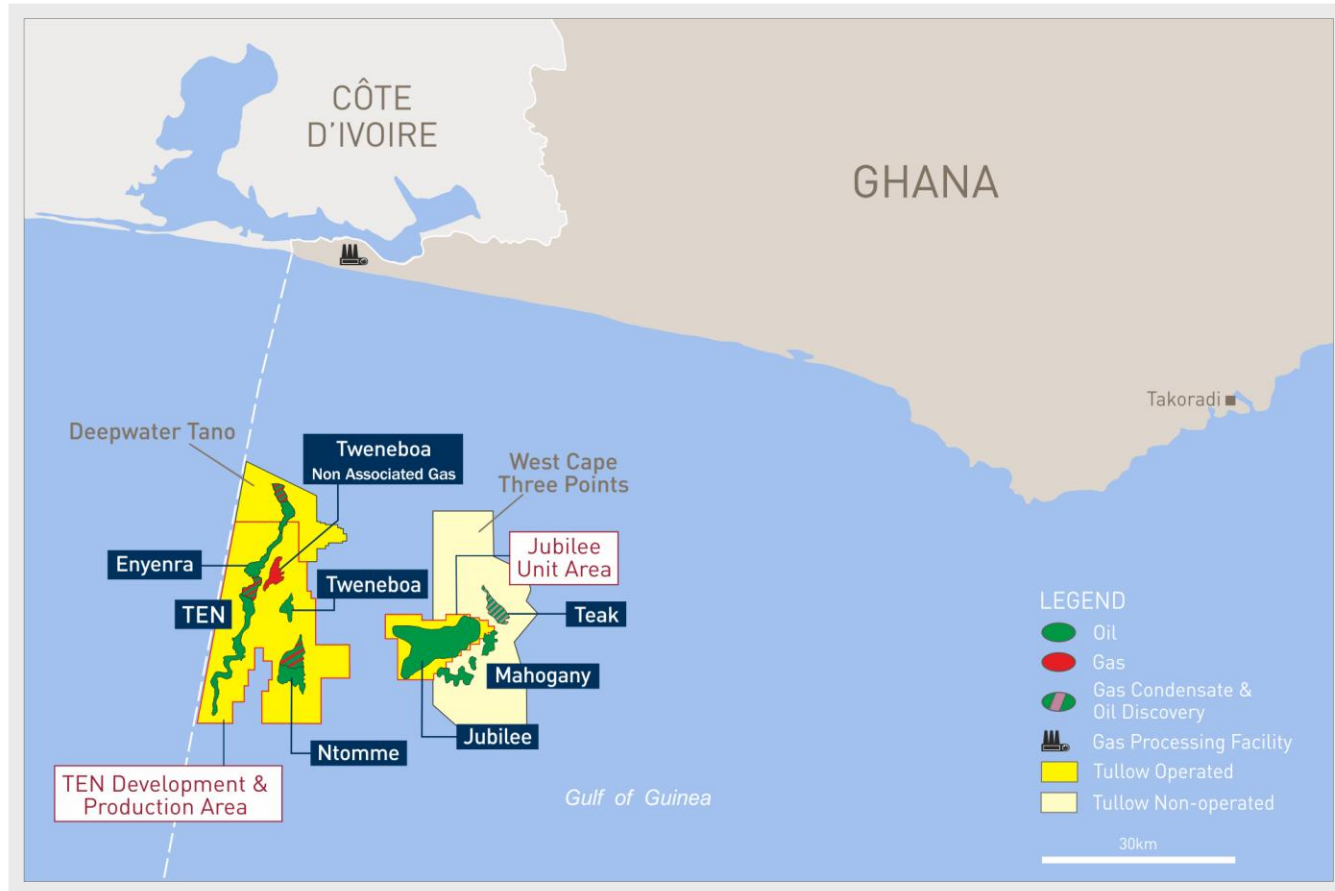 CÔTE
D'IVOIRE
GHANA
Takoradi
Deepwater Tano
Tweneboa
Non Associated Gas
West Cape
Three Points
Jubilee
Unit Area
Enyenra
Tweneboa
TEN
Teak
Mahogany
Jubilee
Ntomme
TEN Development &
Production Area
Gulf of Guinea
LEGEND
Oil
Gas
Gas Condensate &
Oil Discovery
Gas Processing Facility
Tullow Operated
Tullow Non-operated
30km